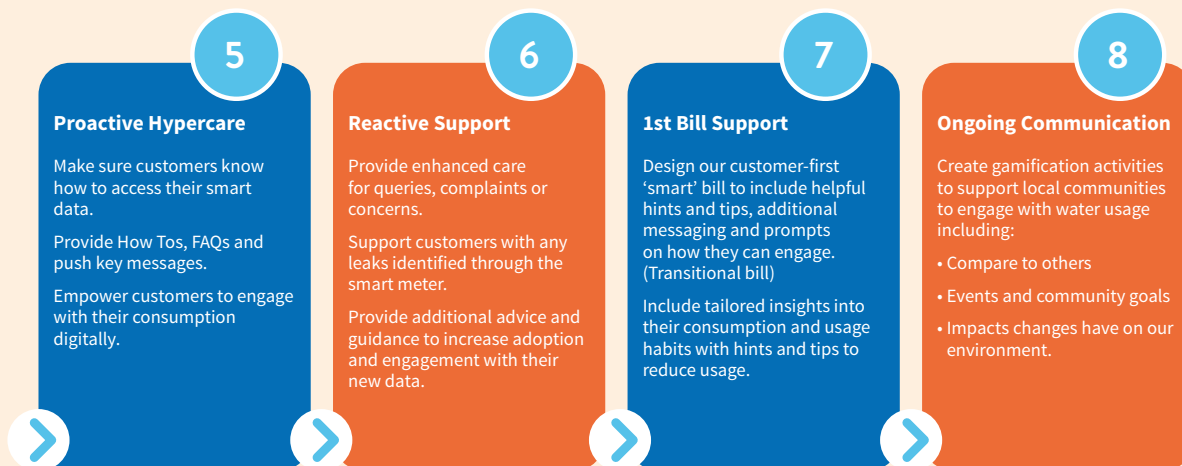 5
Proactive Hypercare
Make sure customers know
how to access their smart
data.
Provide How Tos, FAQs and
push key messages.
Empower customers to engage
with their consumption
digitally.
6
Reactive Support
Provide enhanced care
for queries, complaints or
concerns.
Support customers with any
leaks identified through the
smart meter.
Provide additional advice and
guidance to increase adoption
and engagement with their
new data.
7
1st Bill Support
Design our customer-first
‘smart’ bill to include helpful
hints and tips, additional
messaging and prompts
on how they can engage.
(Transitional bill)
Include tailored insights into
their consumption and usage
habits with hints and tips to
reduce usage.
8
Ongoing Communication
Create gamification activities
to support local communities
to engage with water usage
including:
• Compare to others
• Events and community goals
• Impacts changes have on our
environment.